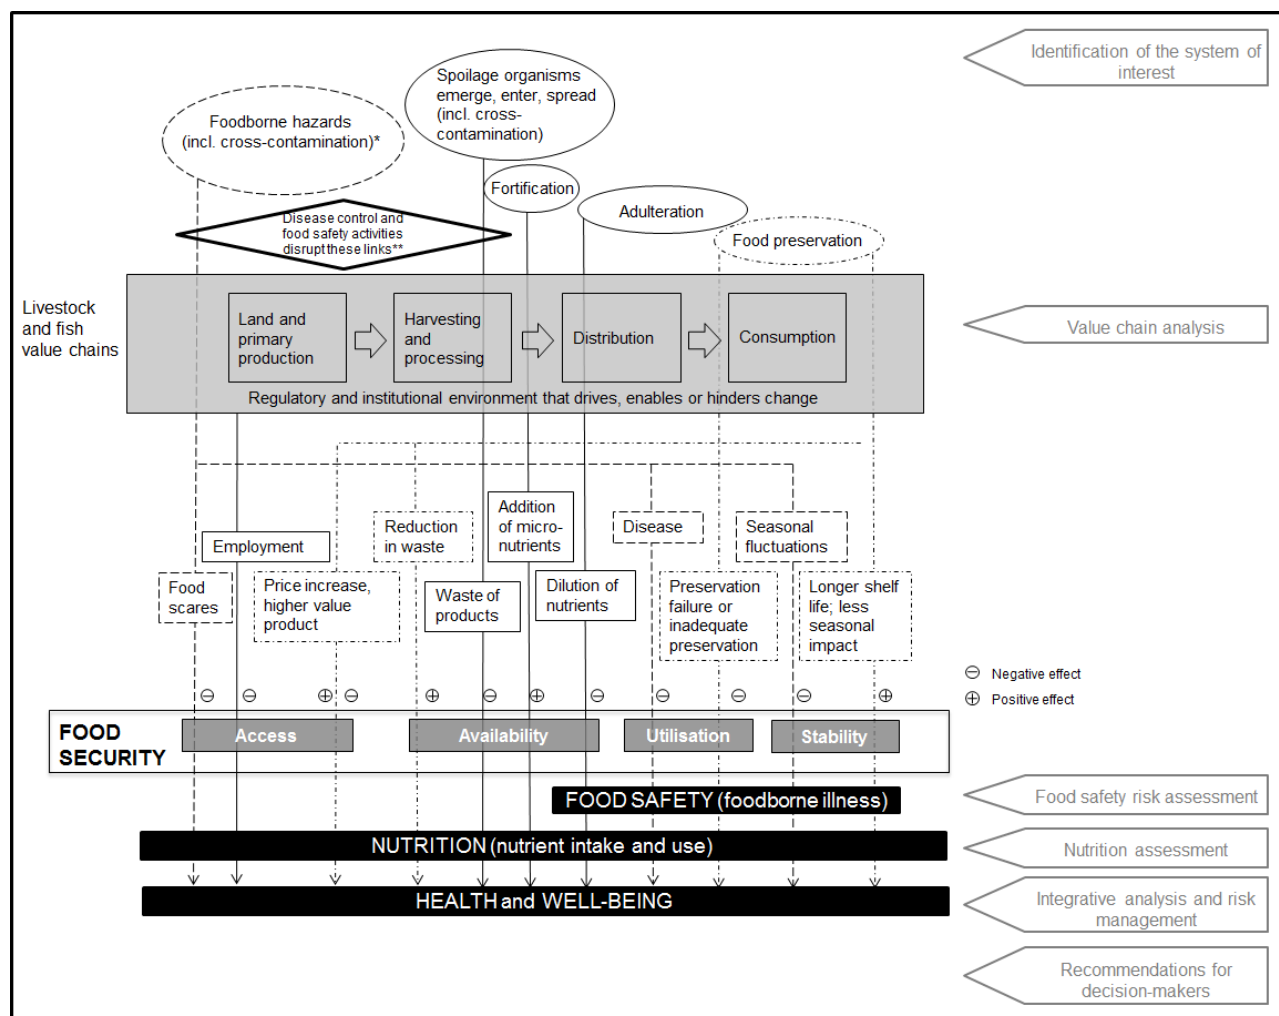 Identification of the system of
interest
Spoilage organisms
emerge, enter, spread
(incl. cross-
contamination)
Foodborne hazards
(incl. cross-contamination)*
Fortification
Adulteration
Disease control and
food safety activities
disrupt these links**
Food preservation
Livestock
and fish
value chains
Land and
primary
production
Harvesting
and
processing
Distribution
Consumption
Value chain analysis
Regulatory and institutional environment that drives, enables or hinders change
Employment
Food
scares
Price increase,
higher value
product
Reduction
in waste
Waste of
products
Addition
of micro-
nutrients
Dilution of
nutrients
Disease
Preservation
failure or
inadequate
preservation
Seasonal
fluctuations
Longer shelf
life; less
seasonal
impact
Negative effect
Positive effect
FOOD
SECURITY
Access
Availability
Utilisation
Stability
FOOD SAFETY (foodborne illness)
Food safety risk assessment
NUTRITION (nutrient intake and use)
Nutrition assessment
HEALTH and WELL-BEING
Integrative analysis and risk
management
Recommendations for
decision-makers